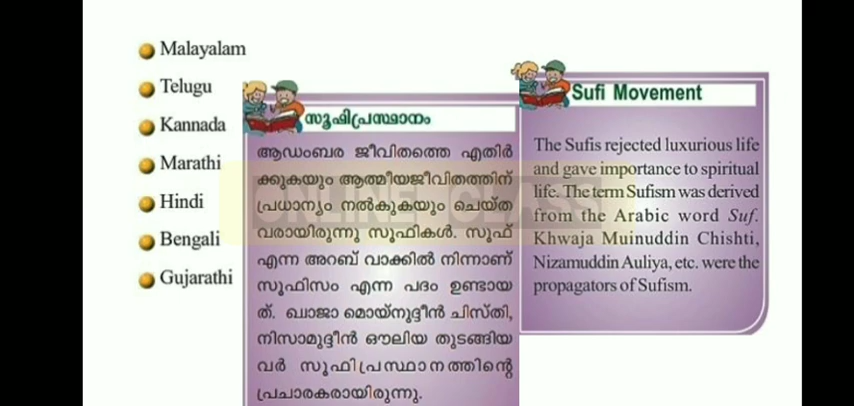 Malayalam
Telugu
Kannada
Marathi
Hindi
Bengali
Gujarathi
സൂഫിപ്രസ്ഥാനം
ആഡംബര ജീവിതത്തെ എതിർ
ക്കുകയും ആത്മീയജീവിതത്തിന്
പ്രധാന്യം നൽകുകയും ചെയ്ത
വരായിരുന്നു സൂഫികൾ. സൂഫ്
എന്ന അറബ് വാക്കിൽ നിന്നാണ്
സൂഫിസം എന്ന പദം ഉണ്ടായ
ത്. ഖ്വാജാ മൊയ്നുദ്ദീൻ ചിസ്തി,
നിസാമുദ്ദീൻ ഔലിയ തുടങ്ങിയ
വർ സൂഫിപ്രസ്ഥാനത്തിന്റെ
പ്രചാരകരായിരുന്നു.
Sufi Movement
The Sufis rejected luxurious life
and gave importance to spiritual
life. The term Sufism was derived
from the Arabic word Suf.
Khwaja Muinuddin Chishti,
Nizamuddin Auliya, etc. were the
propagators of Sufism.
ONLINE CLASS